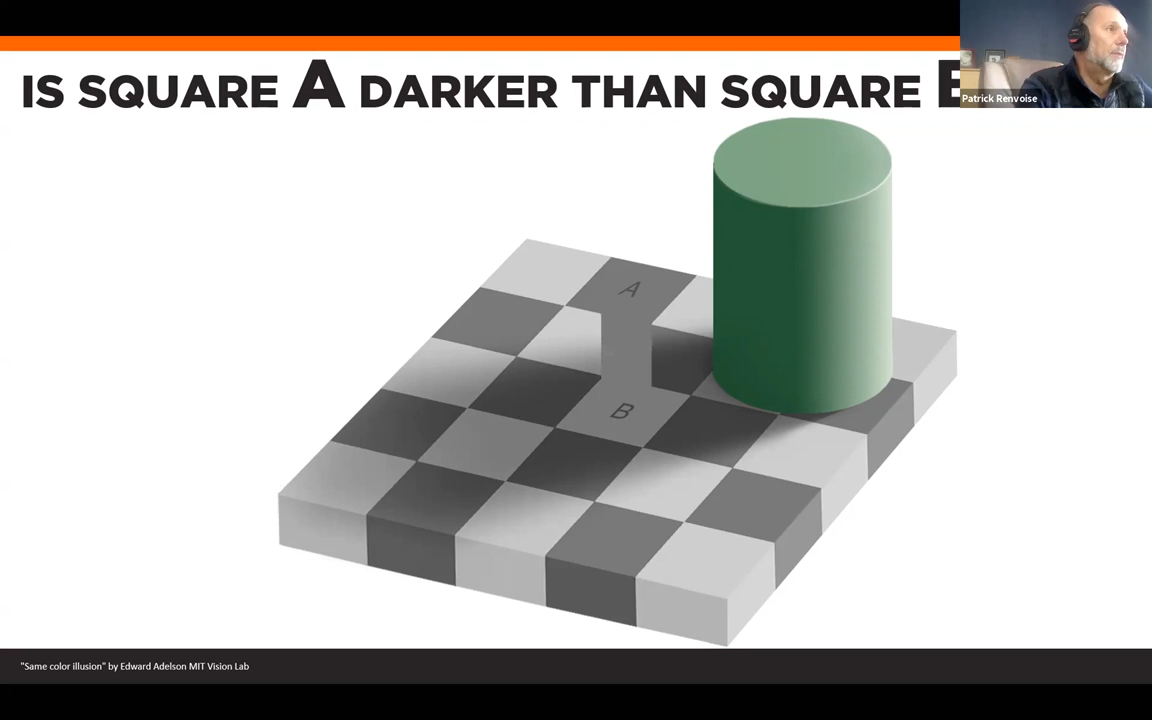 IS SQUARE A DARKER THAN SQUARE
Patrick Renvoise
A
B
"Same color illusion" by Edward Adelson MIT Vision Lab